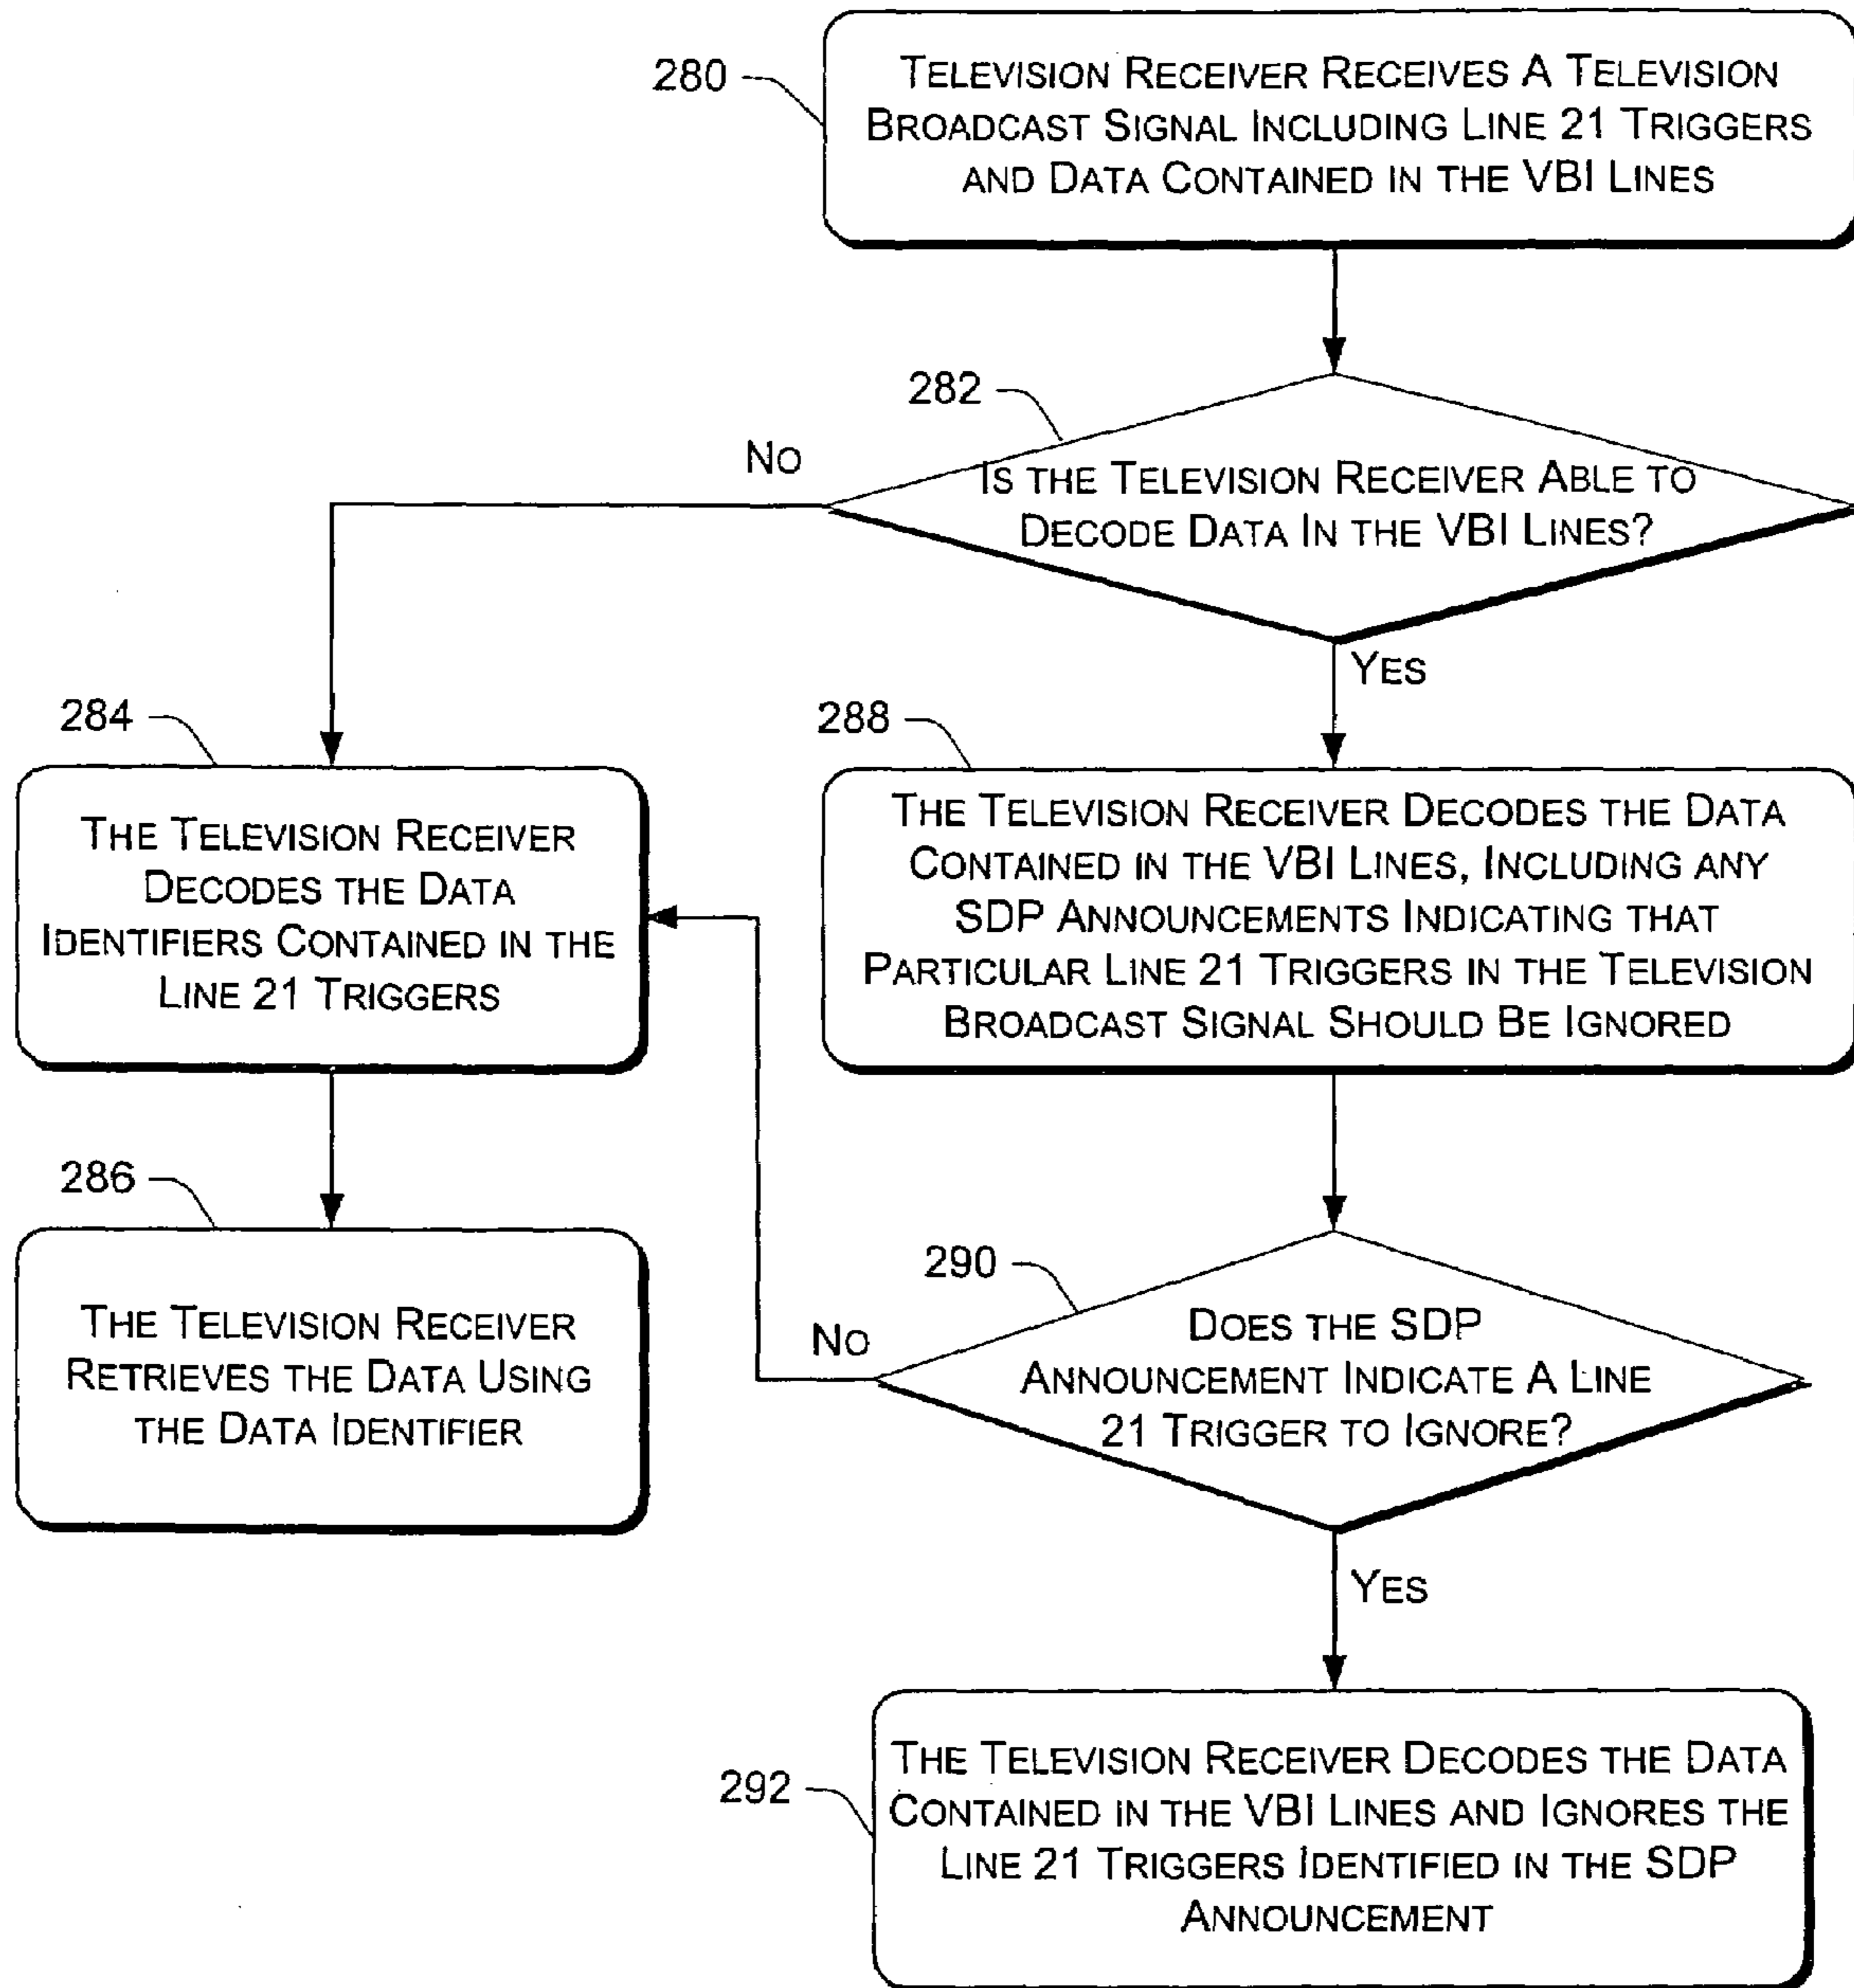 280
TELEVISION RECEIVER RECEIVES A TELEVISION
BROADCAST SIGNAL INCLUDING LINE 21 TRIGGERS
AND DATA CONTAINED IN THE VBI LINES
282
NO
IS THE TELEVISION RECEIVER ABLE TO
DECODE DATA IN THE VBI LINES?
YES
284
THE TELEVISION RECEIVER
DECODES THE DATA
IDENTIFIERS CONTAINED IN THE
LINE 21 TRIGGERS
288
THE TELEVISION RECEIVER DECODES THE DATA
CONTAINED IN THE VBI LINES, INCLUDING ANY
SDP ANNOUNCEMENTS INDICATING THAT
PARTICULAR LINE 21 TRIGGERS IN THE TELEVISION
BROADCAST SIGNAL SHOULD BE IGNORED
286
THE TELEVISION RECEIVER
RETRIEVES THE DATA USING
THE DATA IDENTIFIER
290
NO
DOES THE SDP
ANNOUNCEMENT INDICATE A LINE
21 TRIGGER TO IGNORE?
YES
292
THE TELEVISION RECEIVER DECODES THE DATA
CONTAINED IN THE VBI LINES AND IGNORES THE
LINE 21 TRIGGERS IDENTIFIED IN THE SDP
ANNOUNCEMENT